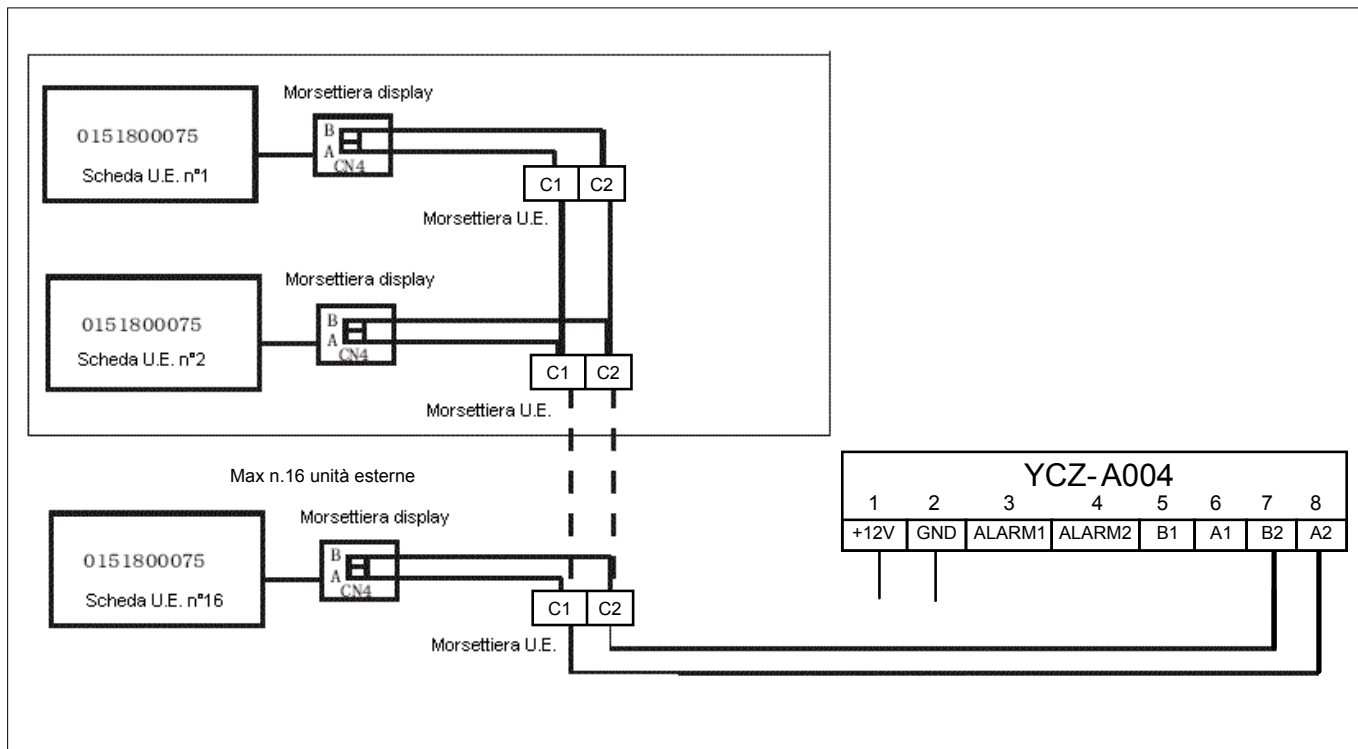 Morsettiera display
0151800075
Scheda U.E. n°1
B
A
CN4
C1 C2
Morsettiera U.E.
Morsettiera display
0151800075
Scheda U.E. n°2
B
A
CN4
C1 C2
Morsettiera U.E.
Max n.16 unità esterne
Morsettiera display
0151800075
Scheda U.E. n°16
B
A
CN4
C1 C2
Morsettiera U.E.
YCZ-A004
1 2 3 4 5 6 7 8
+12V GND ALARM1 ALARM2 B1 A1 B2 A2